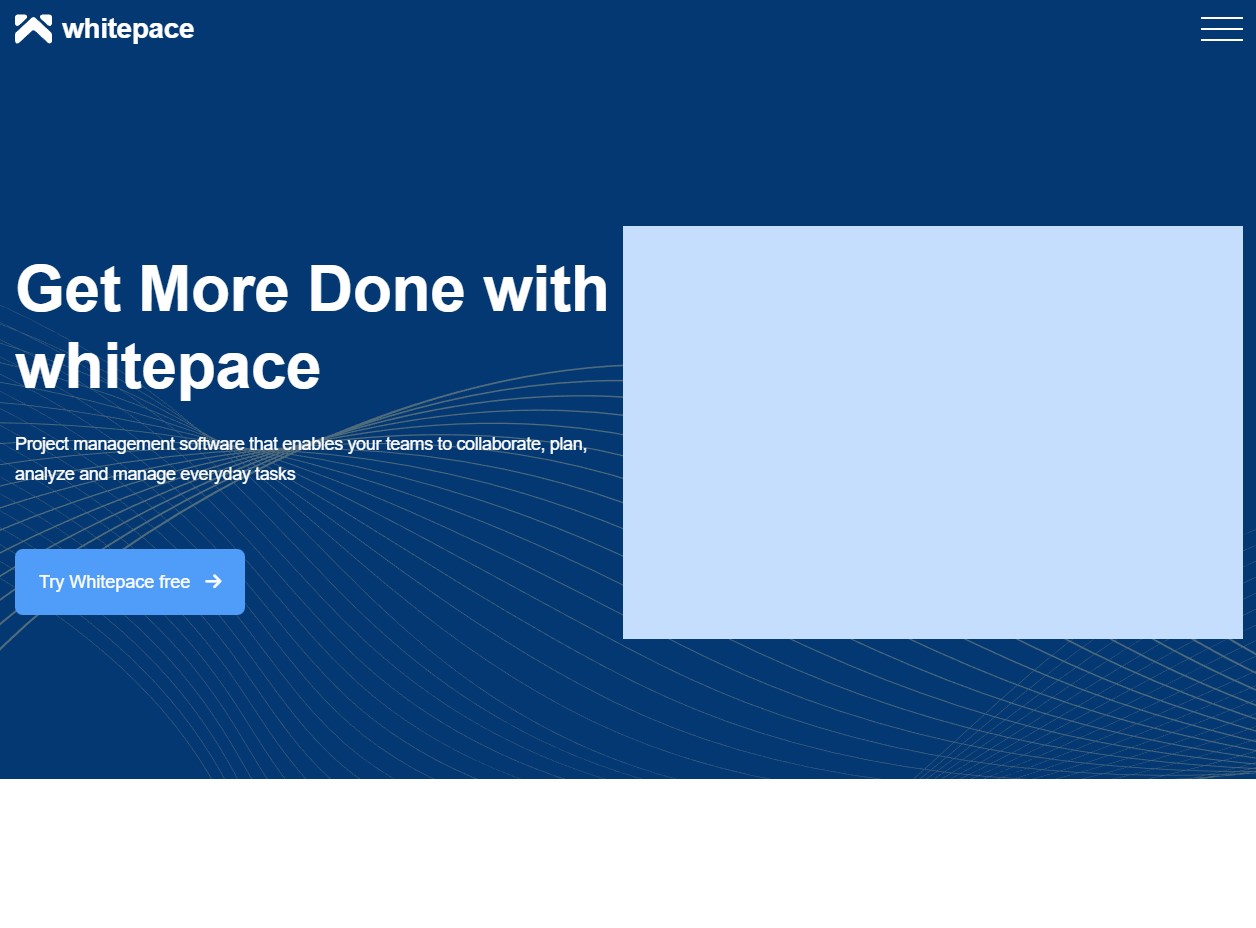 whitepace
Get More Done with
whitepace
Project management software that enables your teams to collaborate, plan,
analyze and manage everyday tasks
Try Whitepace free